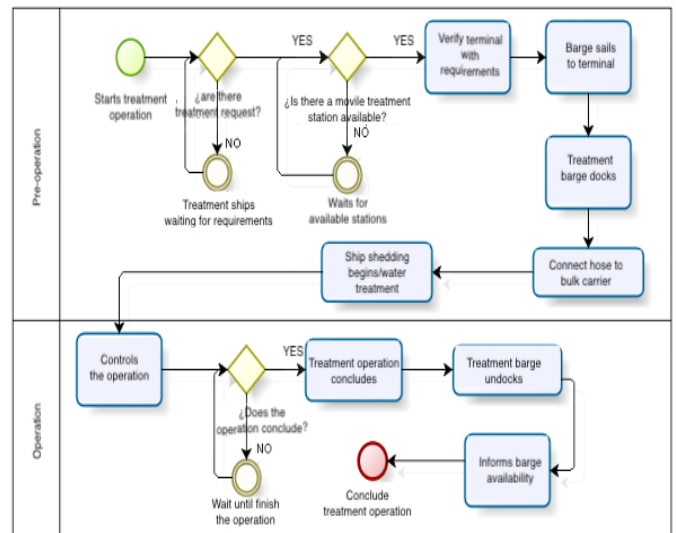 Pre-operation
Starts treatment
operation
¿are there
treatment request?
YES
NO
Treatment ships
waiting for requirements
¿Is there a movile treatment
station available?
YES
NO
Waits for
available stations
Verify terminal
with
requirements
Barge sails
to terminal
Treatment
barge docks
Connect hose to
bulk carrier
Ship shedding
begins/water
treatment
Operation
Controls
the operation
¿Does the
operation conclude?
YES
NO
Wait until finish
the operation
Treatment operation
concludes
Treatment barge
undocks
Informs barge
availability
Conclude
treatment operation